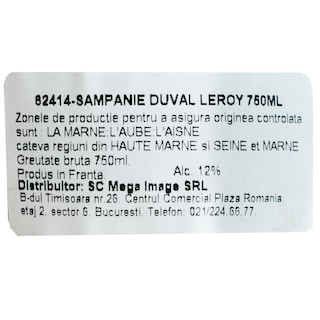 62414-SAMPANIE DUVAL LEROY 750ML
Zonele de productie pentru a asigura originea controlata
sunt : LA MARNE;L'AUBE;L'AISNE
cateva regiuni din HAUTE MARNE si SEINE et MARNE
Greutate bruta 750ml.
Produs in Franta. Alc. 12%
Distribuitor: SC Mega Image SRL
B-dul Timisoara nr.26. Centrul Comercial Plaza Romania.
etaj 2. sector 6. Bucuresti. Telefon: 021/224.66.77.